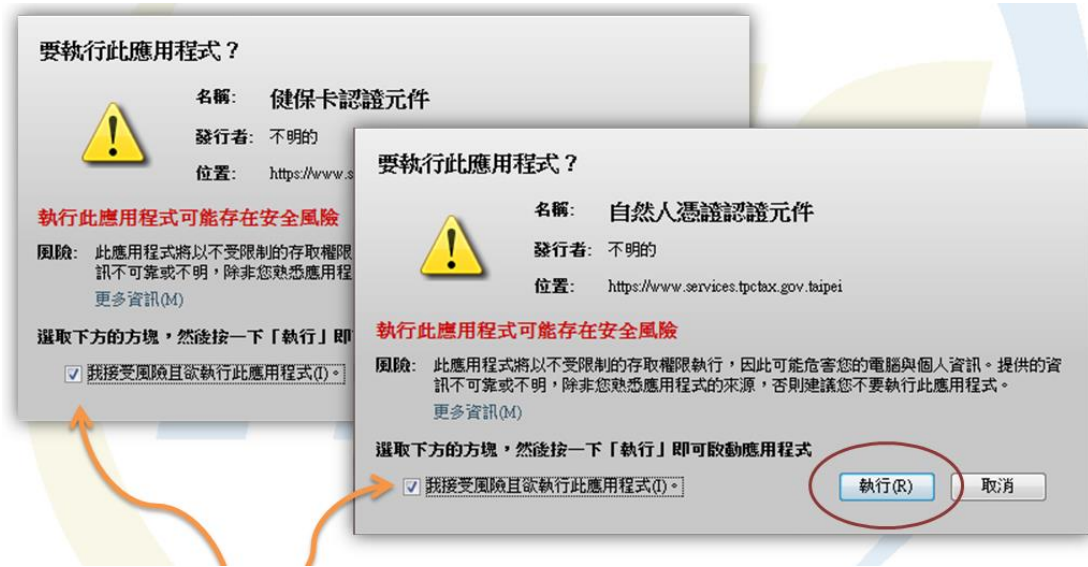 要執行此應用程式？
名稱: 健保卡認證元件
發行者: 不明的
位置: https://www.s
執行此應用程式可能存在安全風險
風險: 此應用程式將以不受限制的存取權限
訊不可靠或不明，除非您熟悉應用程
更多資訊(M)
選取下方的方塊，然後按一下「執行」即
我接受風險且欲執行此應用程式(I)。
要執行此應用程式？
名稱: 自然人憑證認證元件
發行者: 不明的
位置: https://www.services.tpctax.gov.taipei
執行此應用程式可能存在安全風險
風險: 此應用程式將以不受限制的存取權限執行，因此可能危害您的電腦與個人資訊。提供的資
訊不可靠或不明，除非您熟悉應用程式的來源，否則建議您不要執行此應用程式。
更多資訊(M)
選取下方的方塊，然後按一下「執行」即可啟動應用程式
我接受風險且欲執行此應用程式(I)。 執行(R) 取消